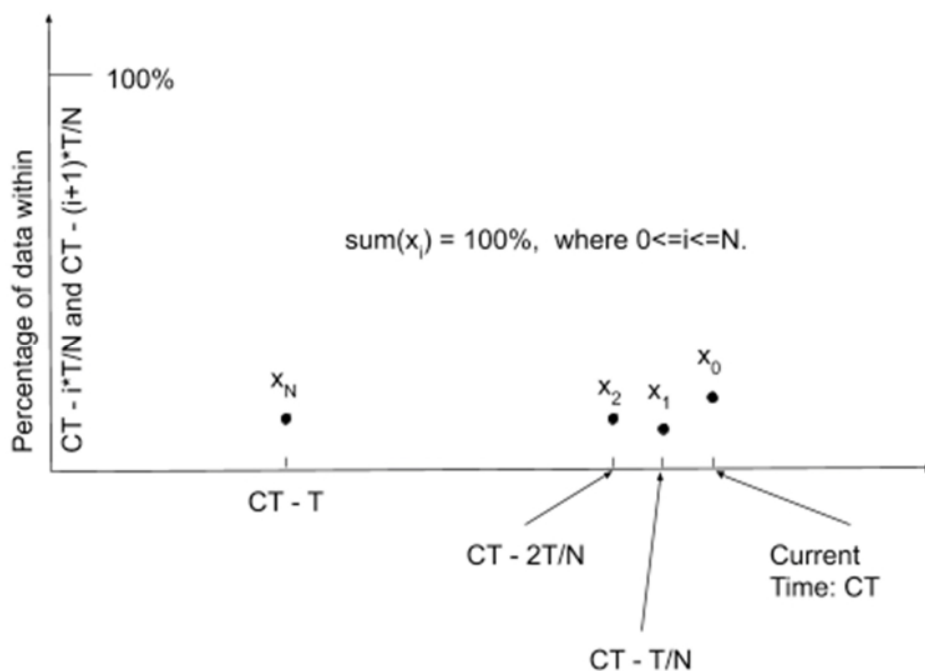 100%
Percentage of data within
CT - i*T/N and CT - (i+1)*T/N
sum(xᵢ) = 100%,  where 0<=i<=N.
x_N
x₂
x₁
x₀
CT - T
CT - 2T/N
Current
Time: CT
CT - T/N